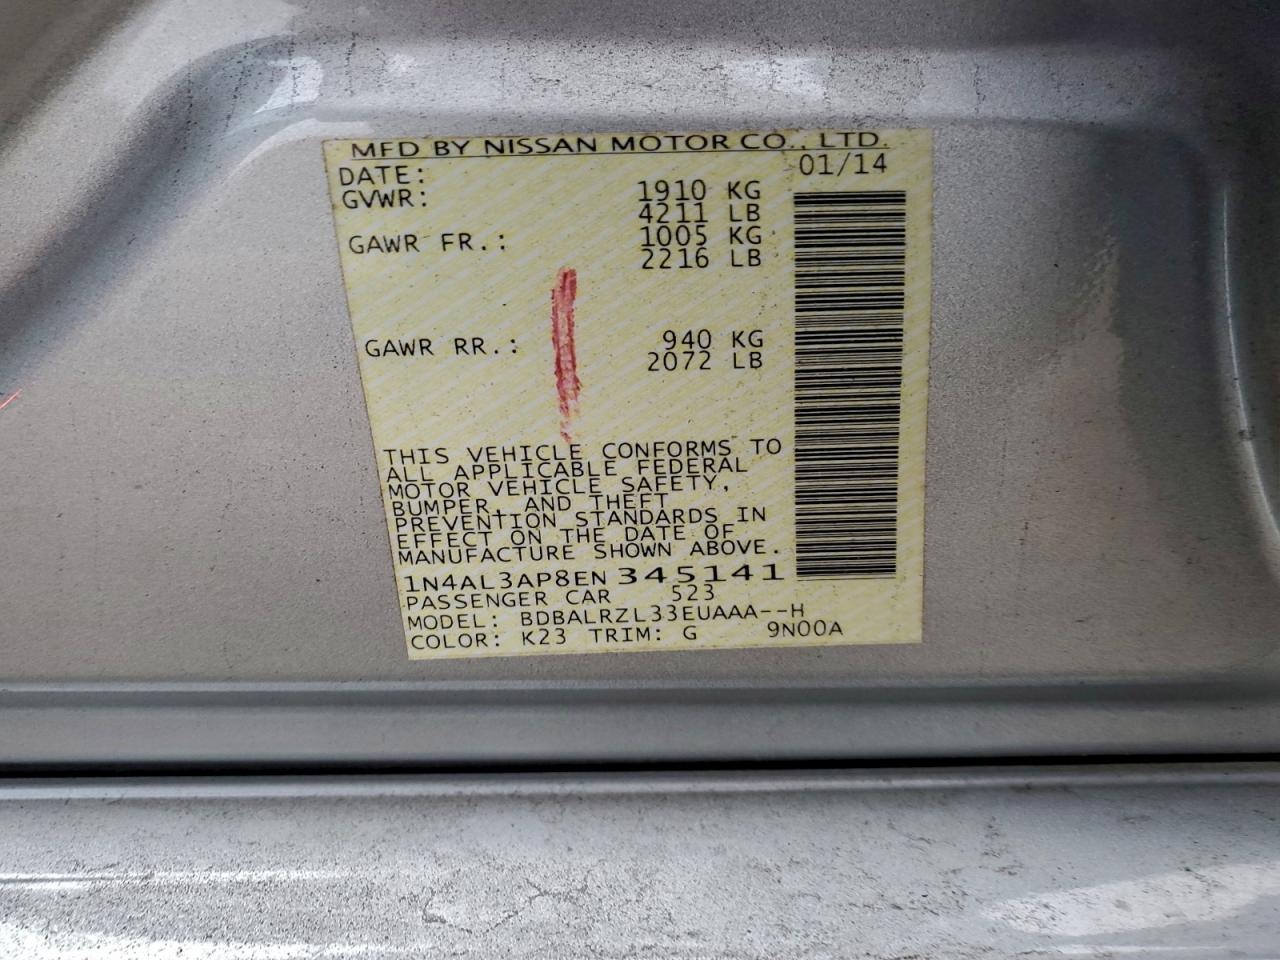 MFD BY NISSAN MOTOR CO., LTD.
DATE: 01/14
GVWR: 1910 KG
4211 LB
GAWR FR.: 1005 KG
2216 LB
GAWR RR.: 940 KG
2072 LB
THIS VEHICLE CONFORMS TO
ALL APPLICABLE FEDERAL
MOTOR VEHICLE SAFETY,
BUMPER, AND THEFT
PREVENTION STANDARDS IN
EFFECT ON THE DATE OF
MANUFACTURE SHOWN ABOVE.
1N4AL3AP8EN 345141
PASSENGER CAR 523
MODEL: BDBALRZL33EUAAA--H
COLOR: K23 TRIM: G 9N00A